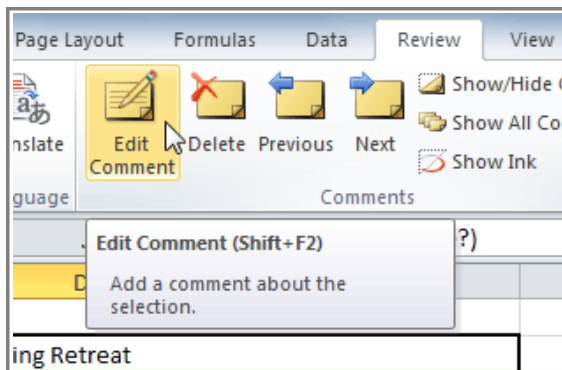 Page Layout Formulas Data Review View
Show/Hide
Show All Co
nslate Edit Comment Delete Previous Next
Show Ink
guage Comments
?)
Edit Comment (Shift+F2)
D
Add a comment about the
selection.
ing Retreat